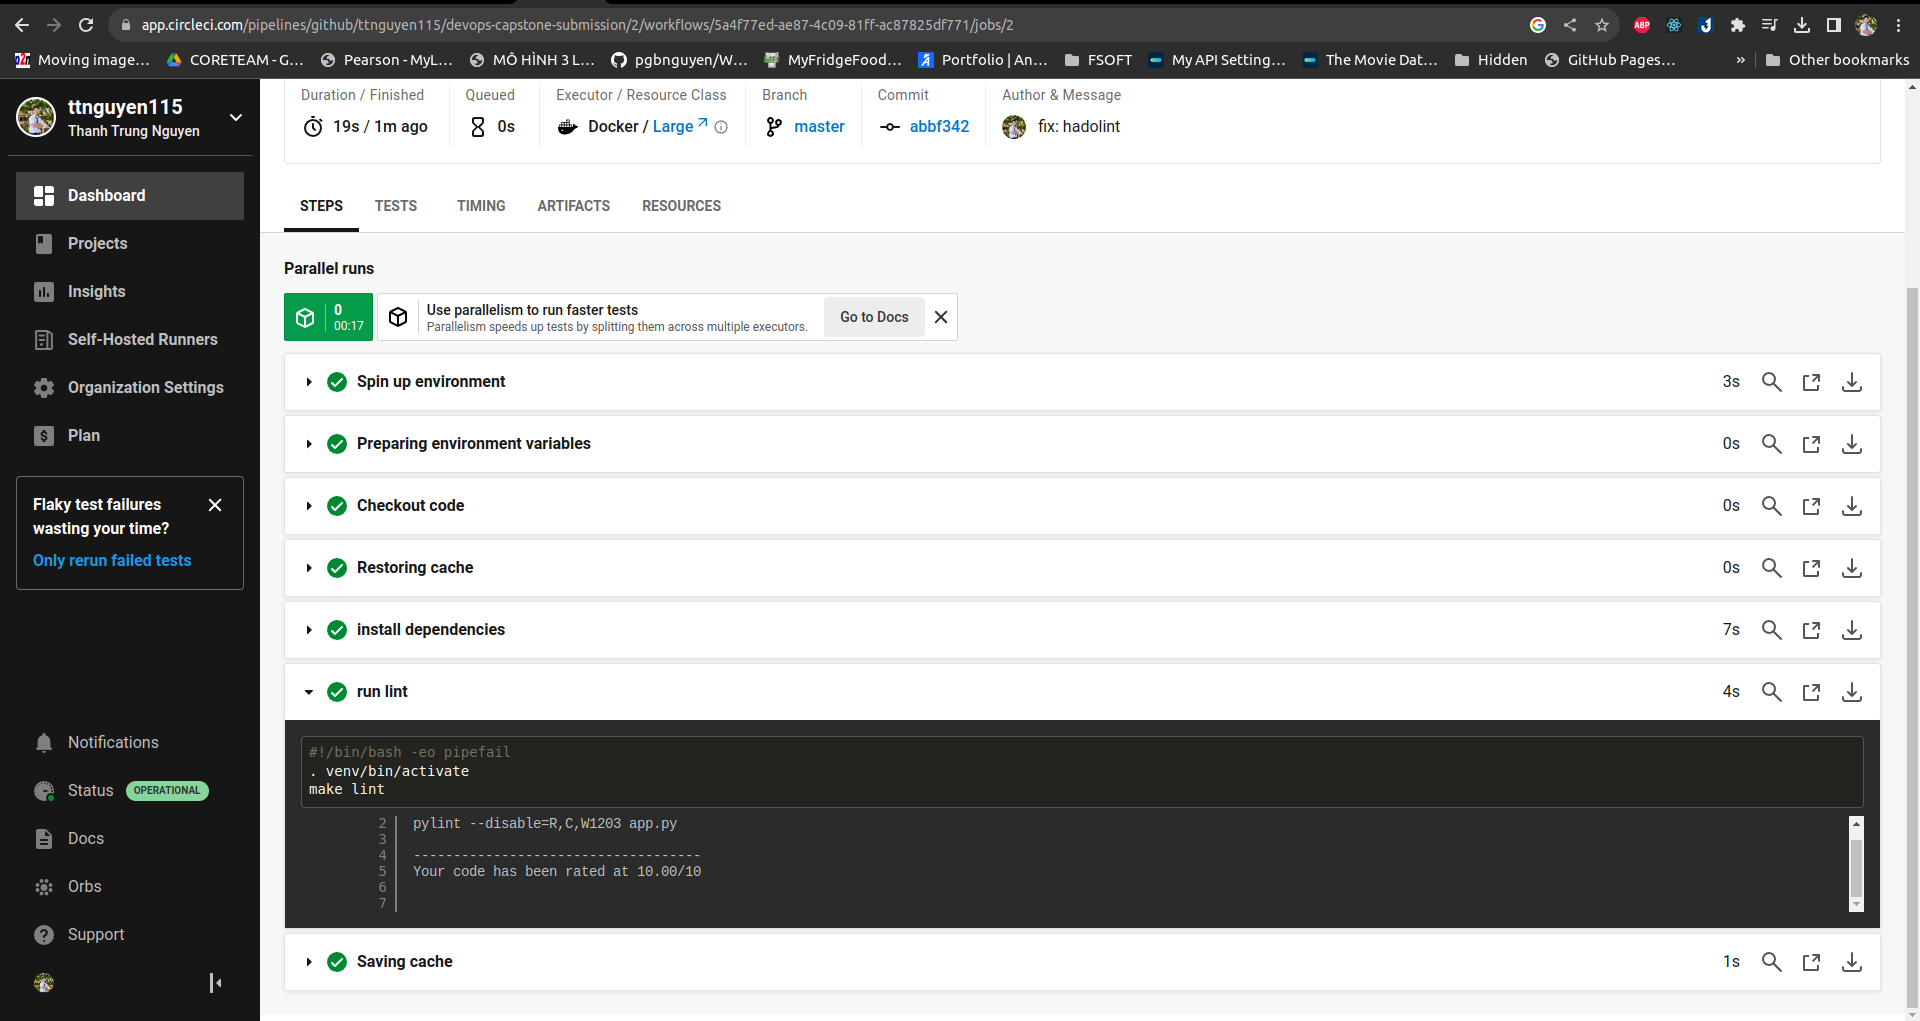 app.circleci.com/pipelines/github/ttnguyen115/devops-capstone-submission/2/workflows/5a4f77ed-ae87-4c09-81ff-ac87825df771/jobs/2
ABP
Moving image... CORETEAM - G... Pearson - MyL... MÔ HÌNH 3 L... pgbnguyen/W... MyFridgeFood... Portfolio | An... FSOFT My API Setting... The Movie Dat... Hidden GitHub Pages... » Other bookmarks
ttnguyen115
Thanh Trung Nguyen
Dashboard
Projects
Insights
Self-Hosted Runners
Organization Settings
Plan
Flaky test failures
wasting your time?
Only rerun failed tests
Notifications
Status OPERATIONAL
Docs
Orbs
Support
Duration / Finished Queued Executor / Resource Class Branch Commit Author & Message
19s / 1m ago 0s Docker / Large master abbf342 fix: hadolint
STEPS TESTS TIMING ARTIFACTS RESOURCES
Parallel runs
0
00:17
Use parallelism to run faster tests
Parallelism speeds up tests by splitting them across multiple executors.
Go to Docs
Spin up environment 3s
Preparing environment variables 0s
Checkout code 0s
Restoring cache 0s
install dependencies 7s
run lint 4s
#!/bin/bash -eo pipefail
. venv/bin/activate
make lint
2 pylint --disable=R,C,W1203 app.py
3
4 ------------------------------------
5 Your code has been rated at 10.00/10
6
7
Saving cache 1s